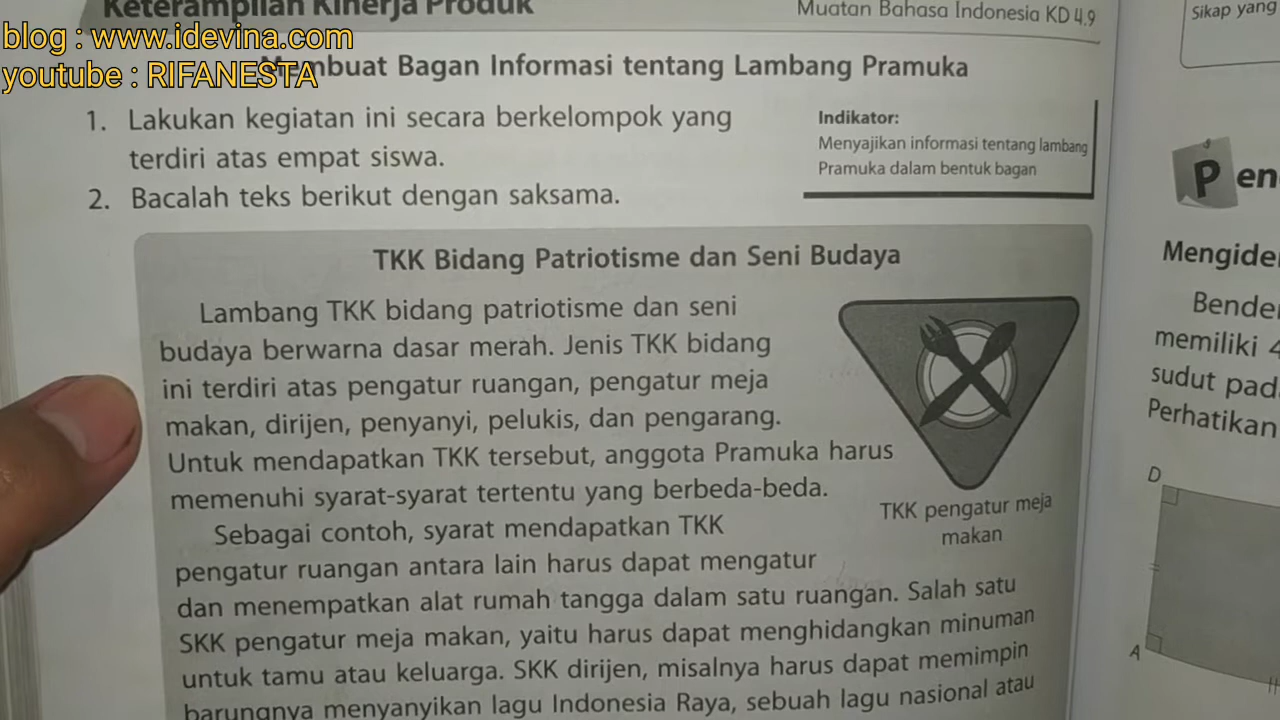 Keterampilan Kinerja Produk
Muatan Bahasa Indonesia KD 4.9
blog : www.idevina.com
youtube : RIFANESTA
Membuat Bagan Informasi tentang Lambang Pramuka
1. Lakukan kegiatan ini secara berkelompok yang
terdiri atas empat siswa.
2. Bacalah teks berikut dengan saksama.
Indikator:
Menyajikan informasi tentang lambang
Pramuka dalam bentuk bagan
TKK Bidang Patriotisme dan Seni Budaya
Lambang TKK bidang patriotisme dan seni
budaya berwarna dasar merah. Jenis TKK bidang
ini terdiri atas pengatur ruangan, pengatur meja
makan, dirijen, penyanyi, pelukis, dan pengarang.
Untuk mendapatkan TKK tersebut, anggota Pramuka harus
memenuhi syarat-syarat tertentu yang berbeda-beda.
Sebagai contoh, syarat mendapatkan TKK
pengatur ruangan antara lain harus dapat mengatur
dan menempatkan alat rumah tangga dalam satu ruangan. Salah satu
SKK pengatur meja makan, yaitu harus dapat menghidangkan minuman
untuk tamu atau keluarga. SKK dirijen, misalnya harus dapat memimpin
barungnya menyanyikan lagu Indonesia Raya, sebuah lagu nasional atau
TKK pengatur meja
makan
Sikap yang
Pen
Mengide
Bende
memiliki 4
sudut pad
Perhatikan
D
A